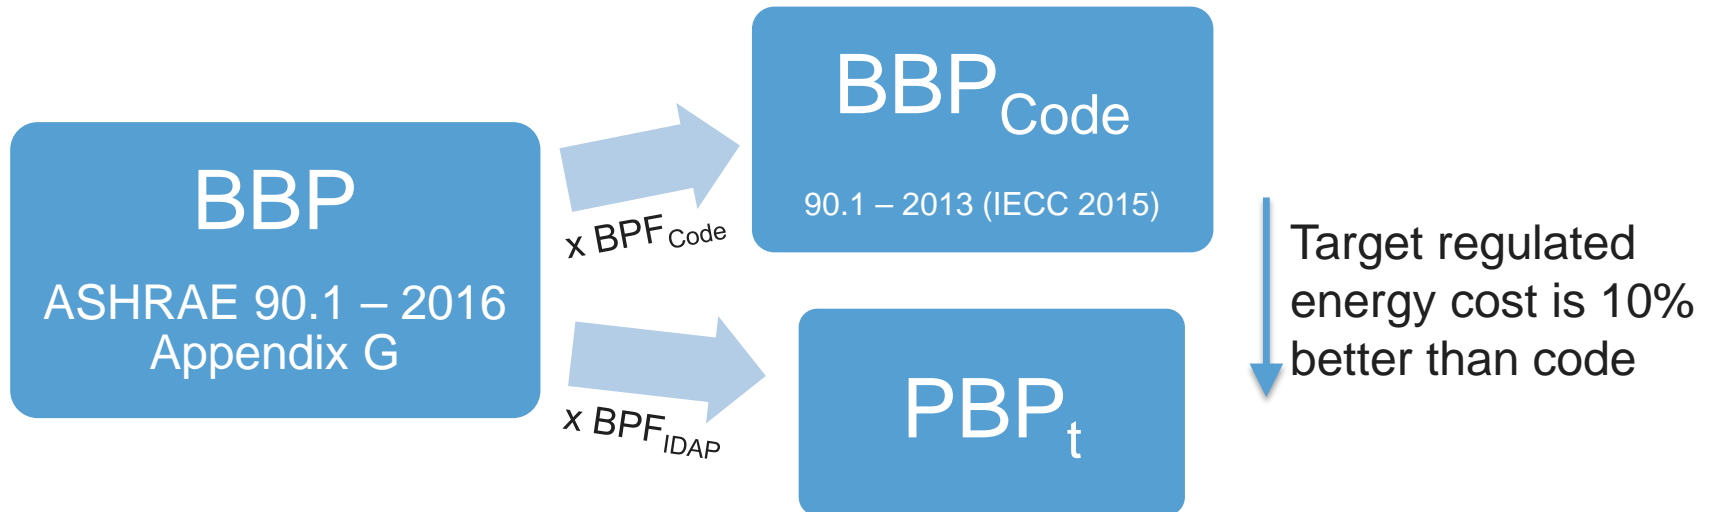 BBP
ASHRAE 90.1 – 2016
Appendix G
x BPF Code
x BPF IDAP
BBP Code
90.1 – 2013 (IECC 2015)
PBP t
Target regulated
energy cost is 10%
better than code